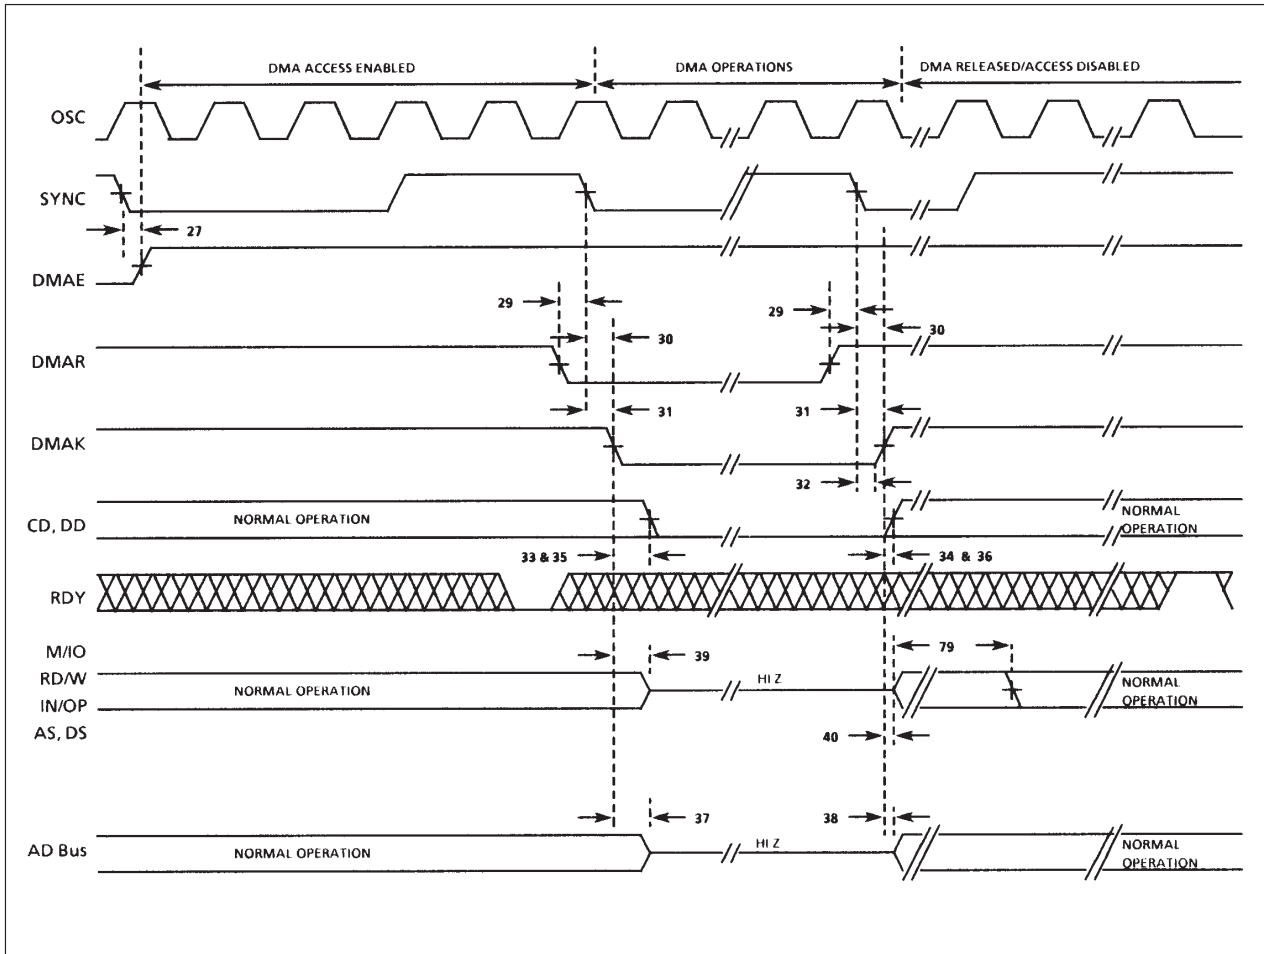 DMA ACCESS ENABLED
DMA OPERATIONS
DMA RELEASED/ACCESS DISABLED
OSC
SYNC
27
DMAE
29
29
30
30
DMAR
31
31
DMAK
32
CD, DD
NORMAL OPERATION
NORMAL
OPERATION
33 & 35
34 & 36
RDY
M/IO
39
79
RD/W
NORMAL OPERATION
HI Z
NORMAL
OPERATION
IN/OP
AS, DS
40
37
38
AD Bus
NORMAL OPERATION
HI Z
NORMAL
OPERATION